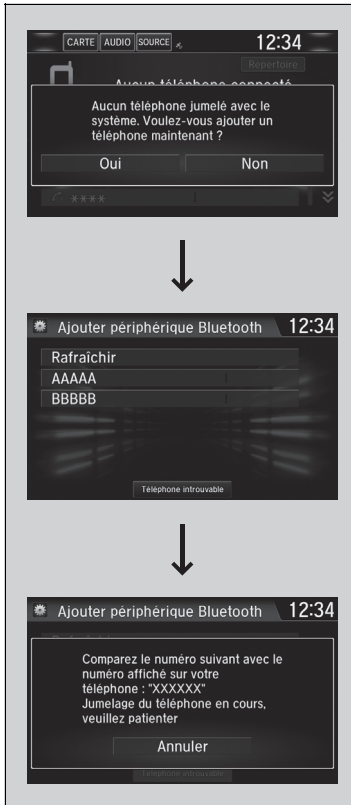 CARTE AUDIO SOURCE 12:34
Répertoire
Aucun téléphone connecté
Aucun téléphone jumelé avec le
système. Voulez-vous ajouter un
téléphone maintenant ?
Oui Non
****
Ajouter périphérique Bluetooth 12:34
Rafraîchir
AAAAA
BBBBB
Téléphone introuvable
Ajouter périphérique Bluetooth 12:34
Comparez le numéro suivant avec le
numéro affiché sur votre
téléphone : "XXXXXX"
Jumelage du téléphone en cours,
veuillez patienter
Annuler
Téléphone introuvable